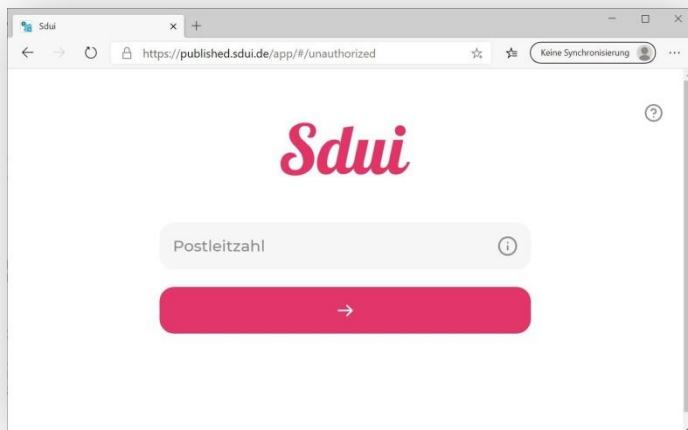 Sdui
https://published.sdui.de/app/#/unauthorized
Keine Synchronisierung
Sdui
Postleitzahl